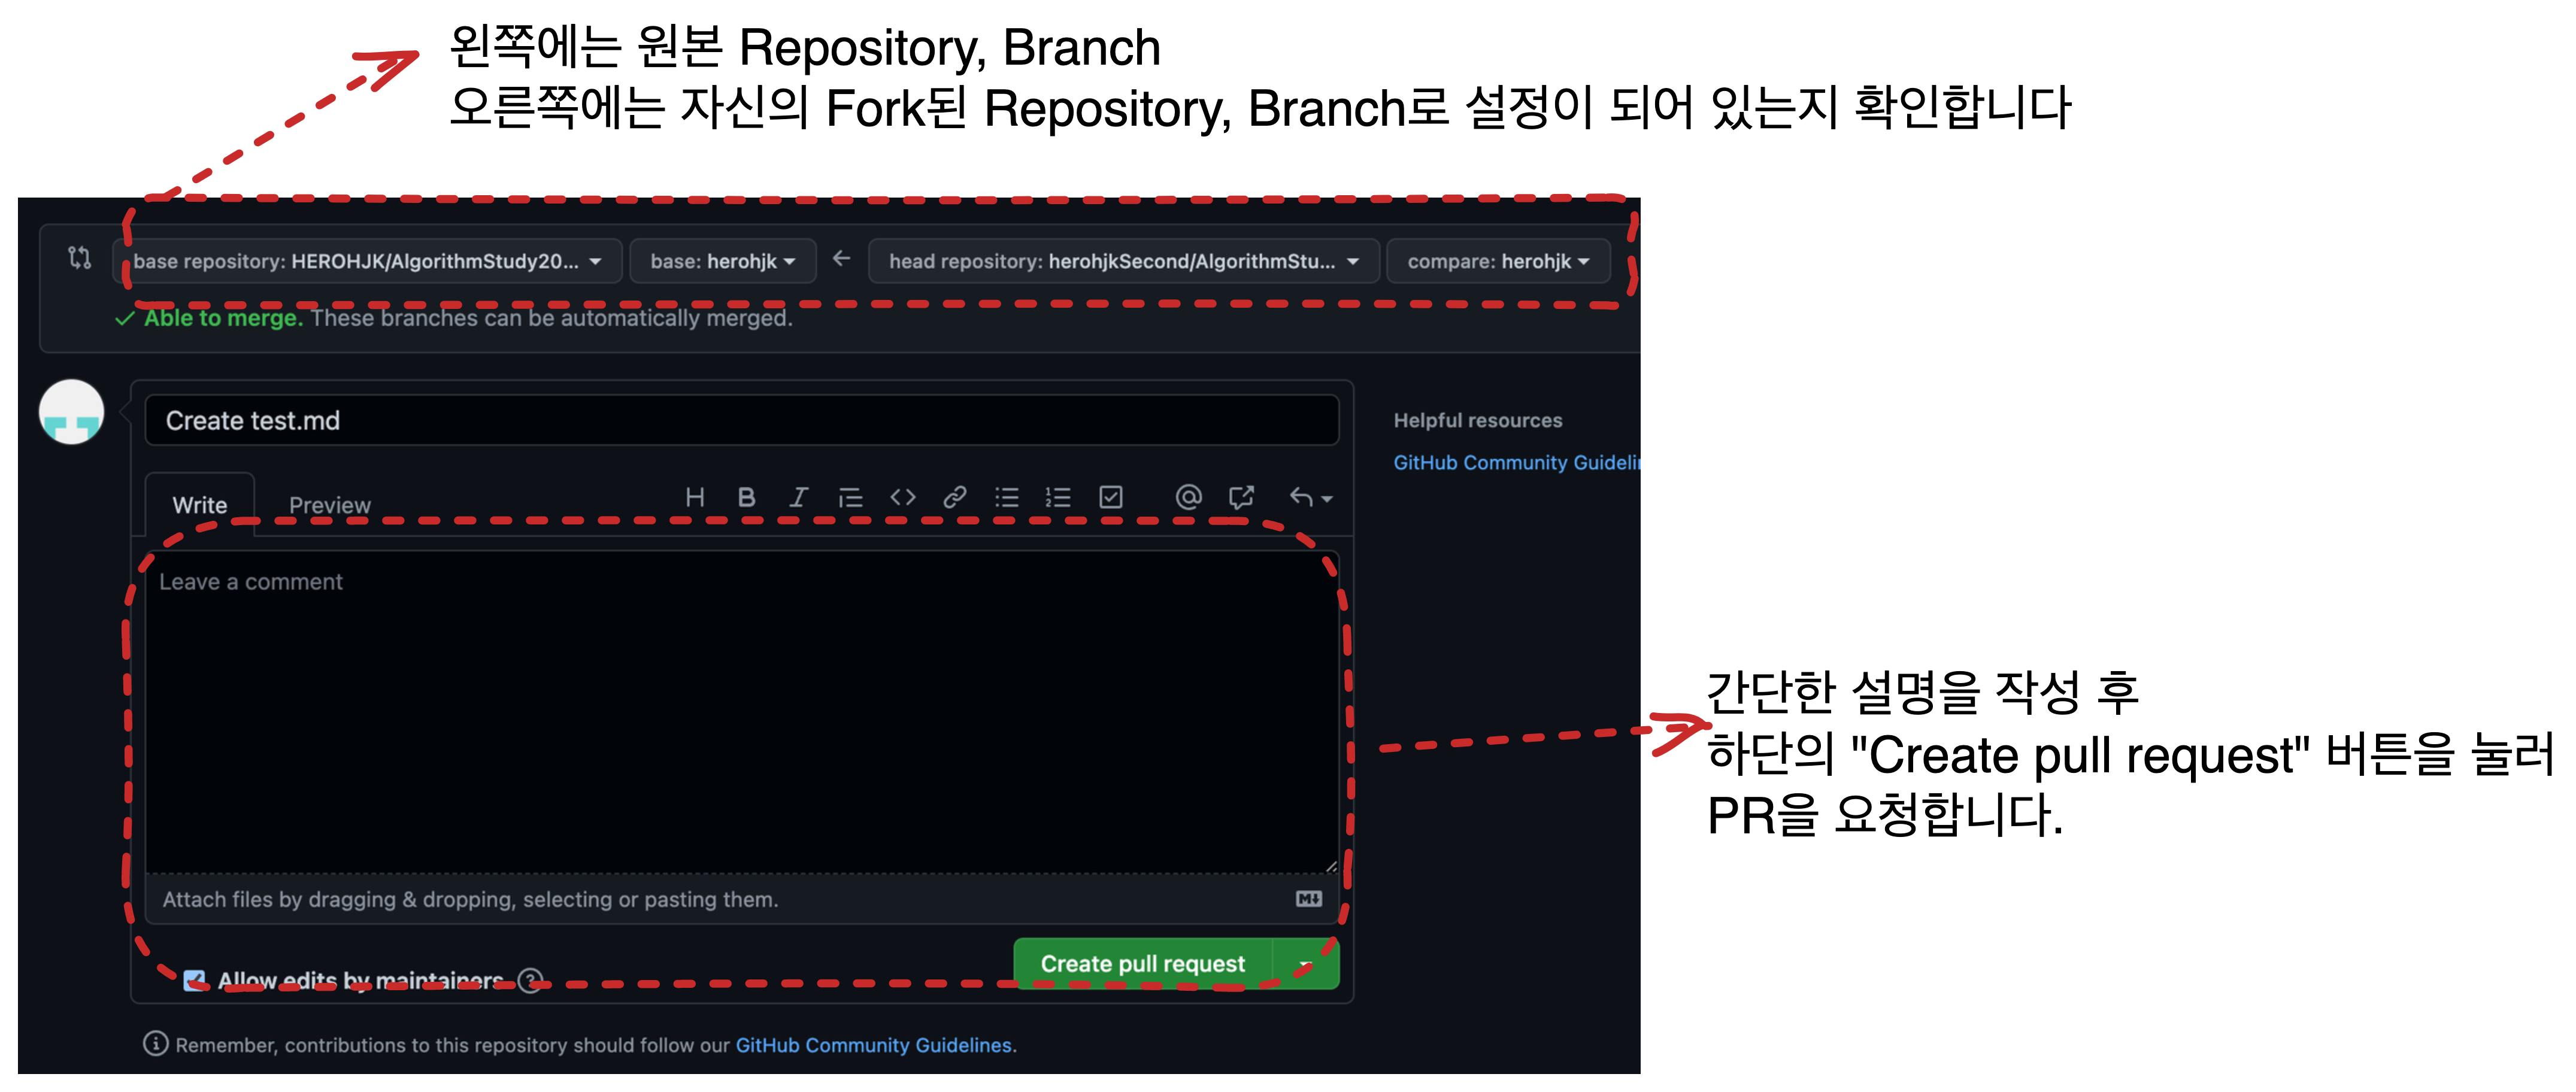 왼쪽에는 원본 Repository, Branch
오른쪽에는 자신의 Fork된 Repository, Branch로 설정이 되어 있는지 확인합니다
base repository: HEROHJK/AlgorithmStudy20... base: herohjk head repository: herohjkSecond/AlgorithmStu... compare: herohjk
Able to merge. These branches can be automatically merged.
Create test.md
Helpful resources
GitHub Community Guidelin
Write Preview
Leave a comment
간단한 설명을 작성 후
하단의 "Create pull request" 버튼을 눌러
PR을 요청합니다.
Attach files by dragging & dropping, selecting or pasting them.
Allow edits by maintainers
Create pull request
Remember, contributions to this repository should follow our GitHub Community Guidelines.